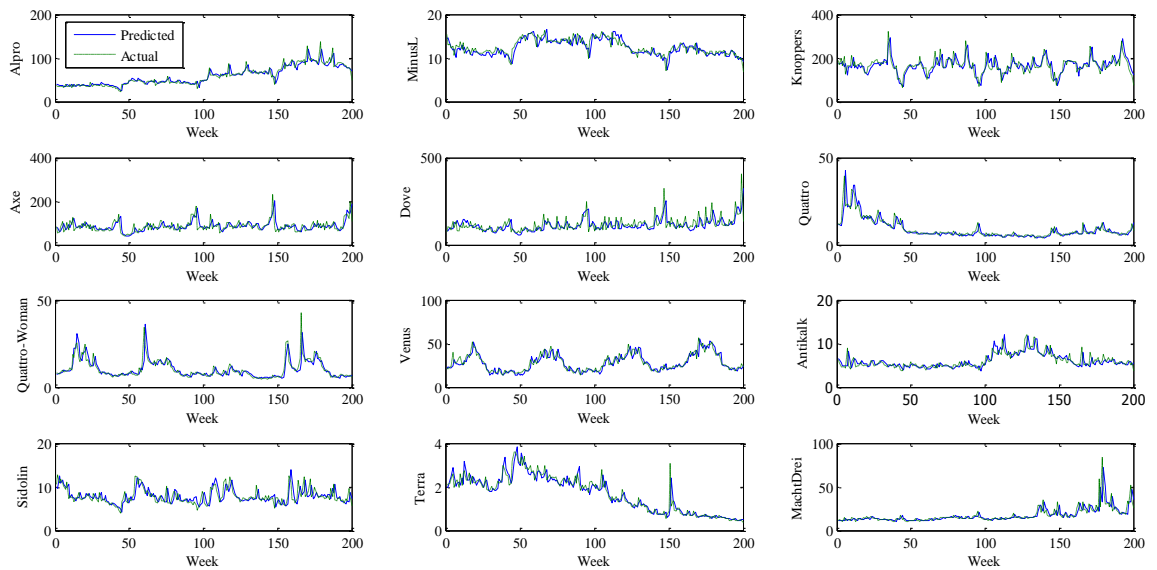 Alpro
200
100
0
0 50 100 150 200
Week
Predicted
Actual
MinusL
20
10
0
0 50 100 150 200
Week
Knoppers
400
200
0
0 50 100 150 200
Week
Axe
400
200
0
0 50 100 150 200
Week
Dove
500
0
0 50 100 150 200
Week
Quattro
50
0
0 50 100 150 200
Week
Quattro-Woman
50
0
0 50 100 150 200
Week
Venus
100
50
0
0 50 100 150 200
Week
Antikalk
20
10
0
0 50 100 150 200
Week
Sidolin
20
10
0
0 50 100 150 200
Week
Terra
4
2
0
0 50 100 150 200
Week
MachtDrei
100
50
0
0 50 100 150 200
Week